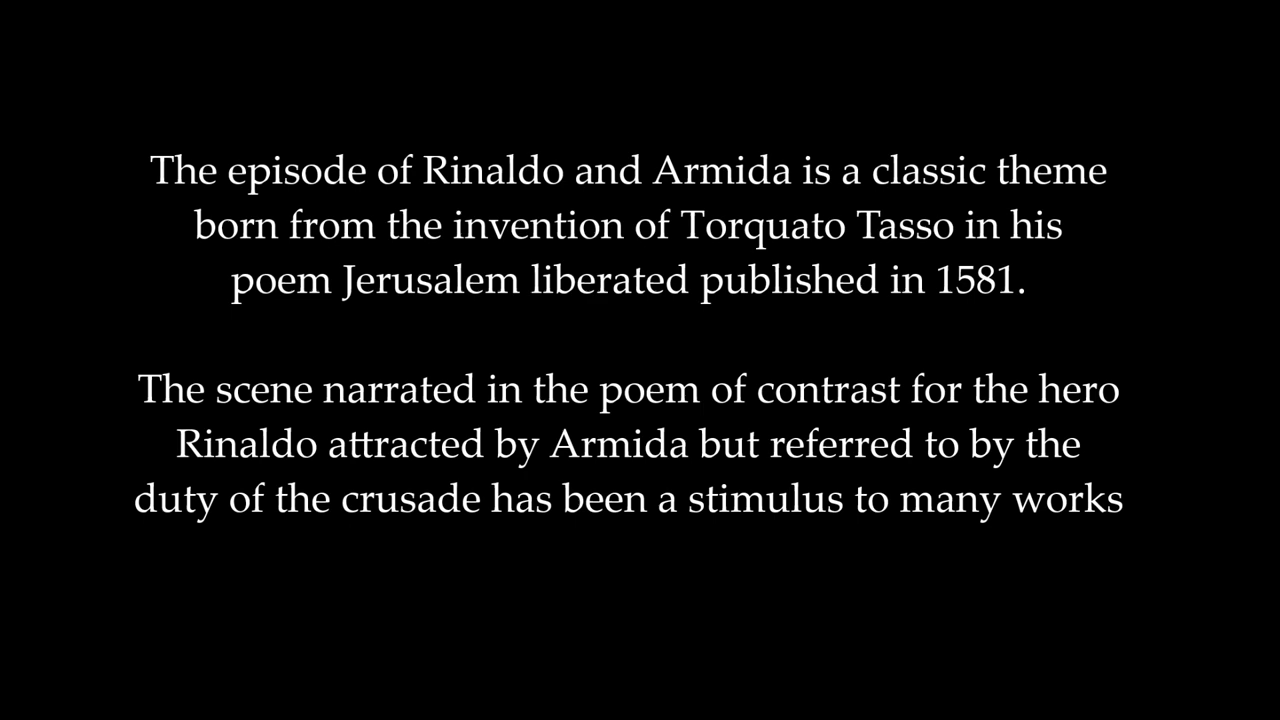 The episode of Rinaldo and Armida is a classic theme
born from the invention of Torquato Tasso in his
poem Jerusalem liberated published in 1581.
The scene narrated in the poem of contrast for the hero
Rinaldo attracted by Armida but referred to by the
duty of the crusade has been a stimulus to many works